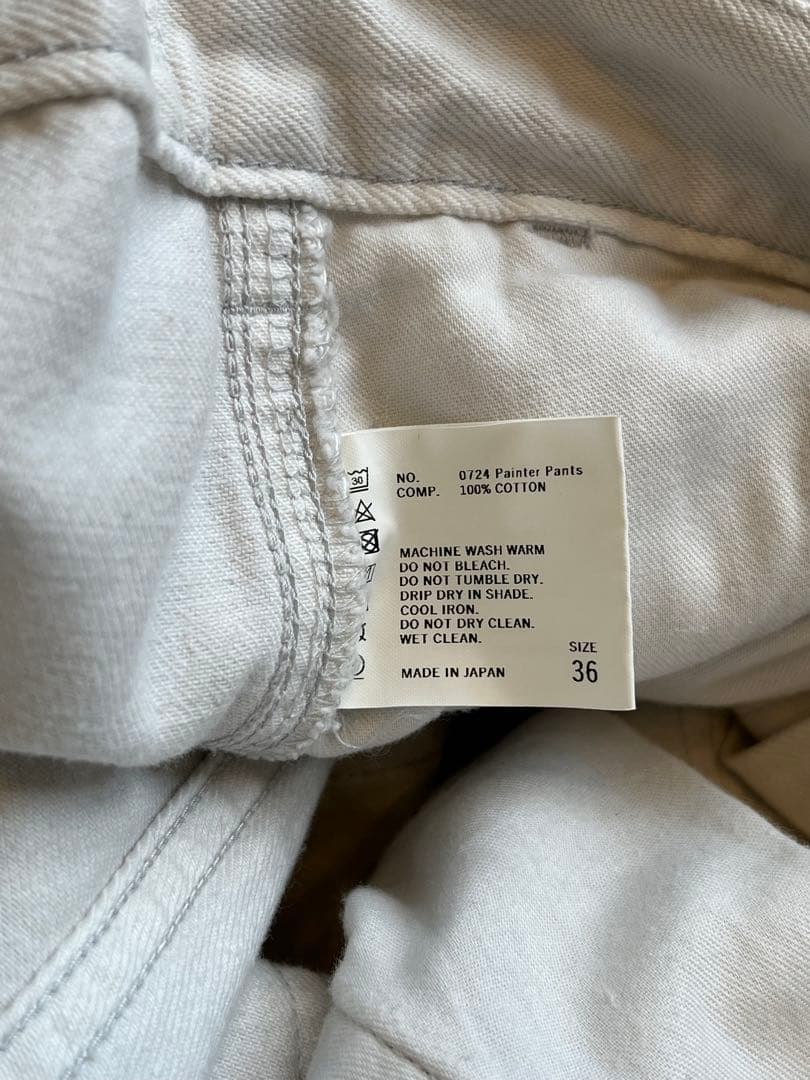 30
NO. 0724 Painter Pants
COMP. 100% COTTON
MACHINE WASH WARM
DO NOT BLEACH.
DO NOT TUMBLE DRY.
DRIP DRY IN SHADE.
COOL IRON.
DO NOT DRY CLEAN.
WET CLEAN.
SIZE
MADE IN JAPAN 36